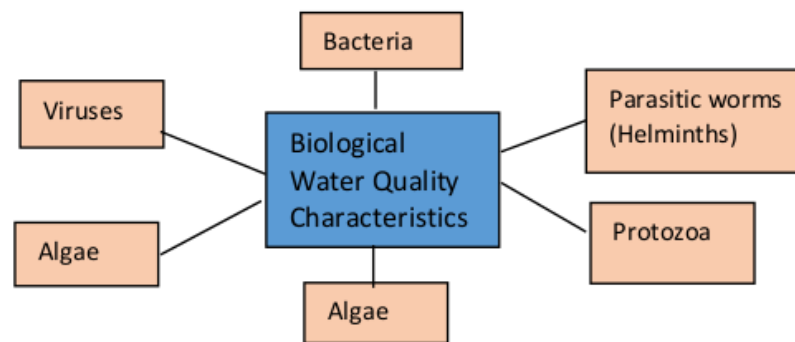 Bacteria
Viruses
Parasitic worms
(Helminths)
Biological
Water Quality
Characteristics
Algae
Protozoa
Algae